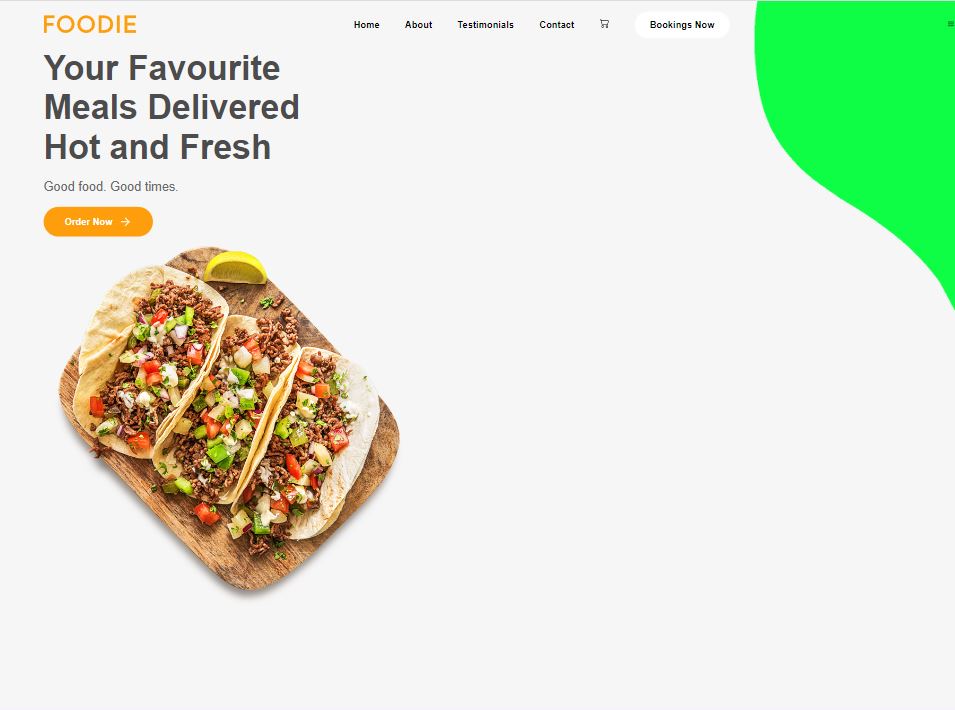 FOODIE
Home About Testimonials Contact Bookings Now
Your Favourite
Meals Delivered
Hot and Fresh
Good food. Good times.
Order Now